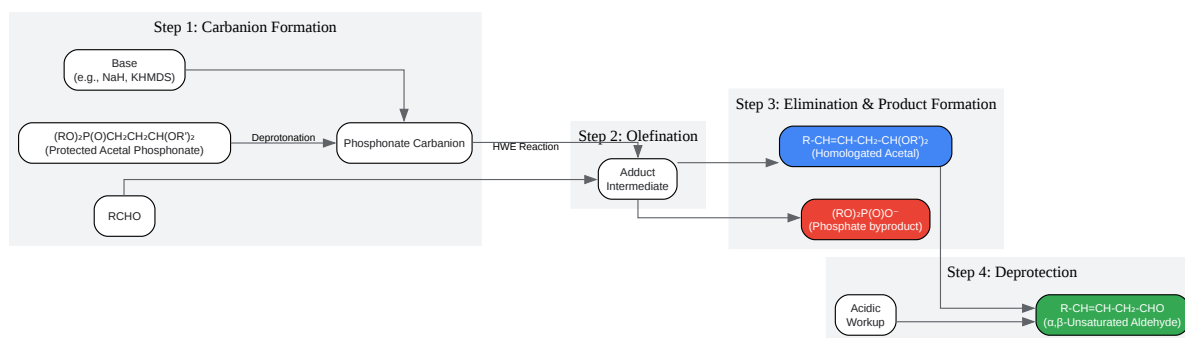 Step 1: Carbanion Formation
Base
(e.g., NaH, KHMDS)
(RO)₂P(O)CH₂CH₂CH(OR')₂
(Protected Acetal Phosphonate)
Deprotonation
Phosphonate Carbanion
RCHO
HWE Reaction
Step 2: Olefination
Adduct
Intermediate
Step 3: Elimination & Product Formation
R-CH=CH-CH₂-CH(OR')₂
(Homologated Acetal)
(RO)₂P(O)O⁻
(Phosphate byproduct)
Step 4: Deprotection
Acidic
Workup
R-CH=CH-CH₂-CHO
(α,β-Unsaturated Aldehyde)